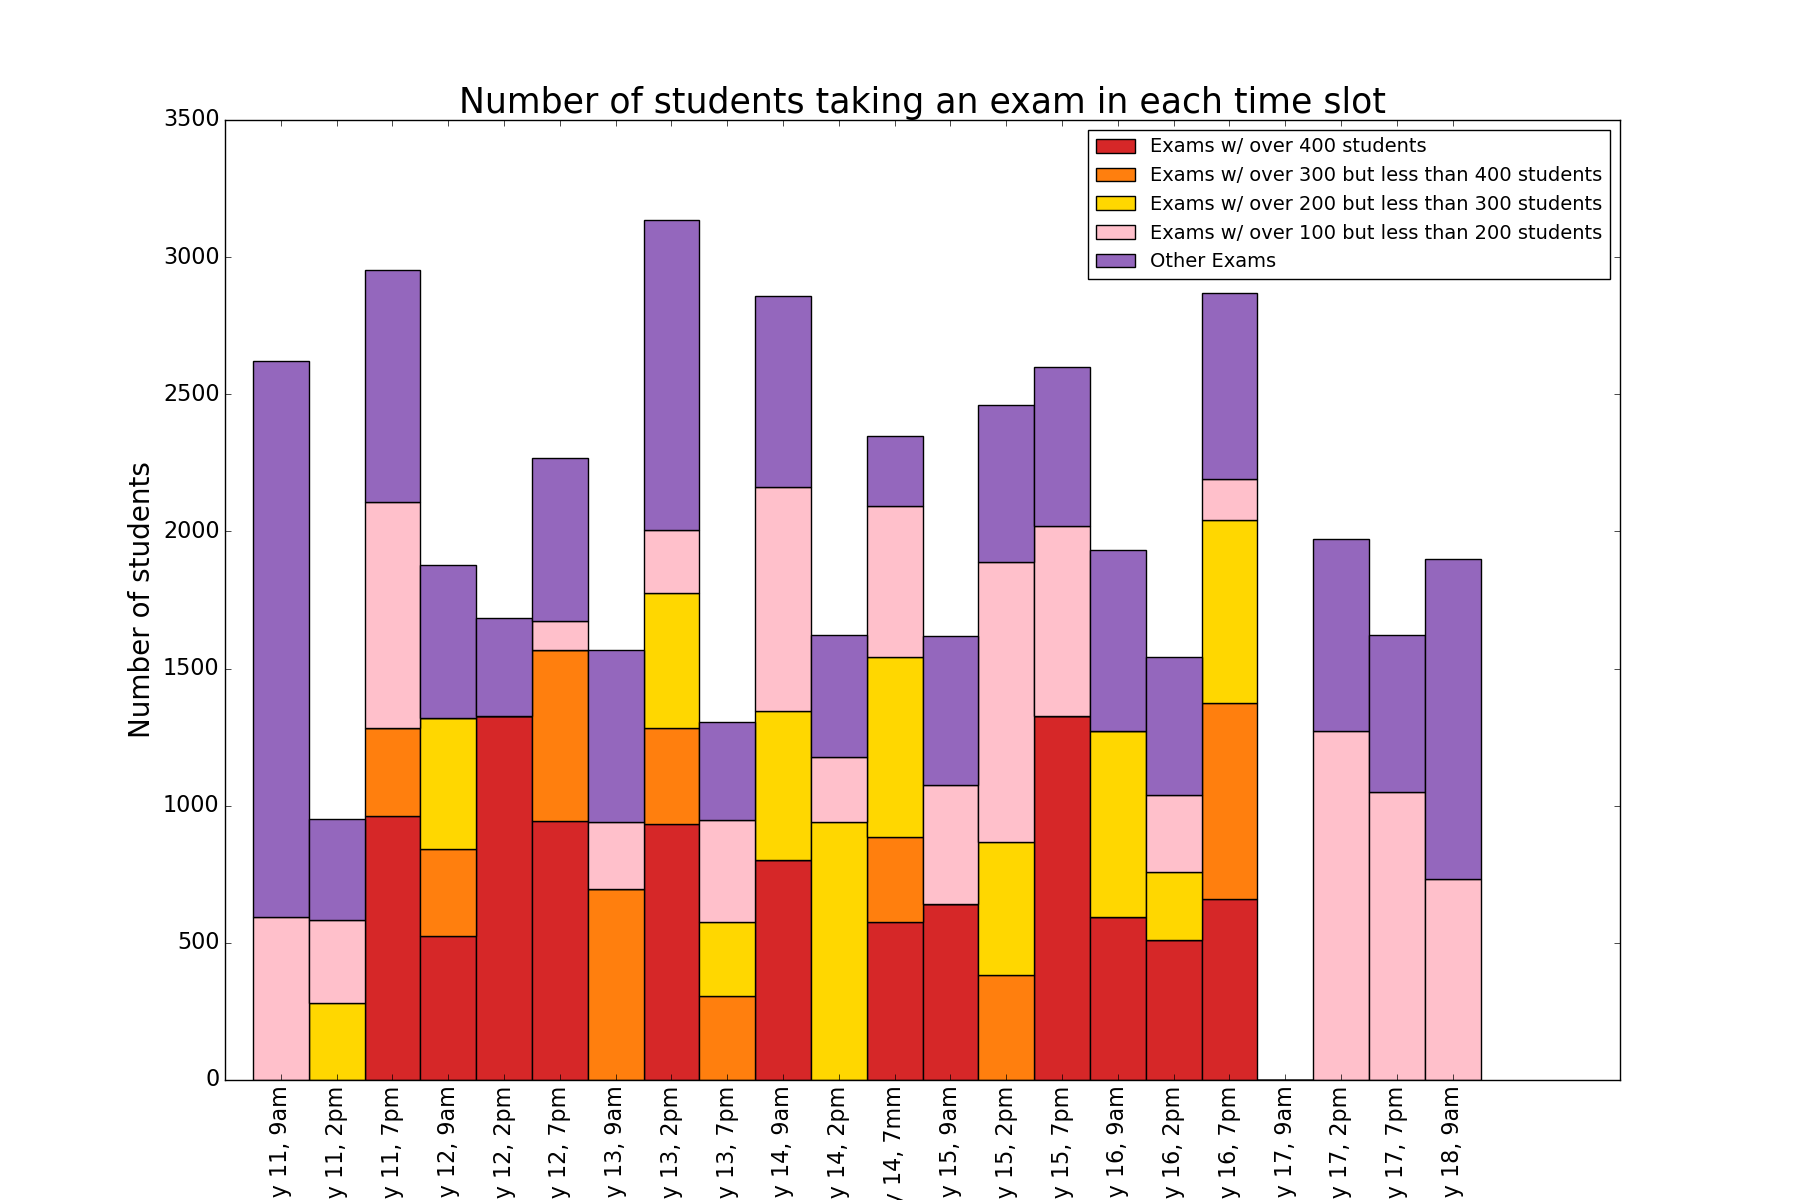 Number of students taking an exam in each time slot
3500
3000
2500
2000
1500
1000
500
0
Number of students
Exams w/ over 400 students
Exams w/ over 300 but less than 400 students
Exams w/ over 200 but less than 300 students
Exams w/ over 100 but less than 200 students
Other Exams
y 11, 9am
y 11, 2pm
y 11, 7pm
y 12, 9am
y 12, 2pm
y 12, 7pm
y 13, 9am
y 13, 2pm
y 13, 7pm
y 14, 9am
y 14, 2pm
y 14, 7mm
y 15, 9am
y 15, 2pm
y 15, 7pm
y 16, 9am
y 16, 2pm
y 16, 7pm
y 17, 9am
y 17, 2pm
y 17, 7pm
y 18, 9am